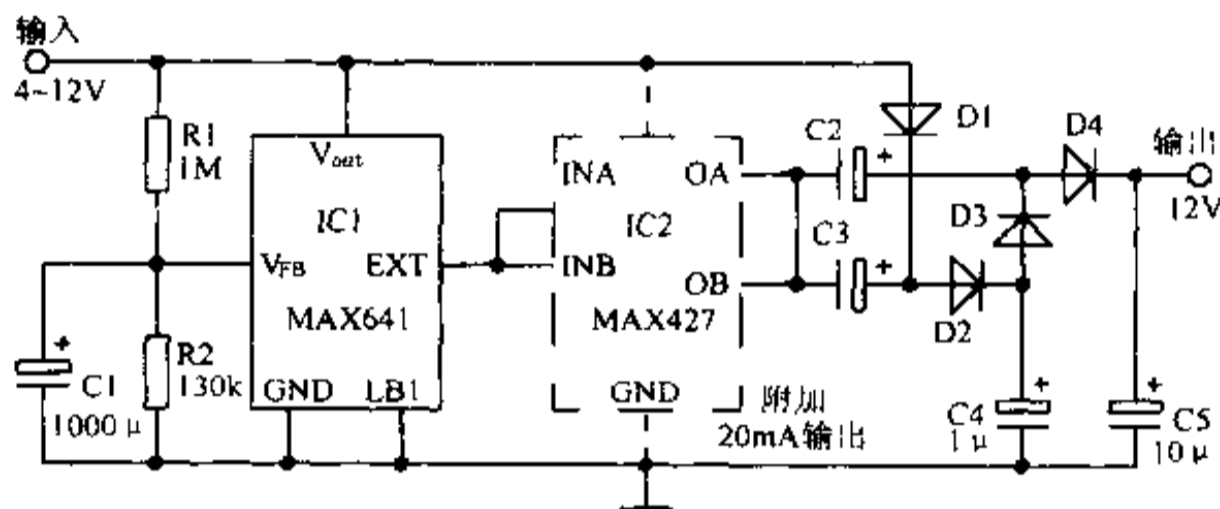 输入
4~12V
R1
1M
Vout
IC1
VFB
EXT
MAX641
GND
LB1
C1
1000μ
R2
130k
INA
OA
IC2
INB
OB
MAX427
GND
附加
20mA输出
C2
C3
D1
D2
D3
D4
输出
12V
C4
1μ
C5
10μ